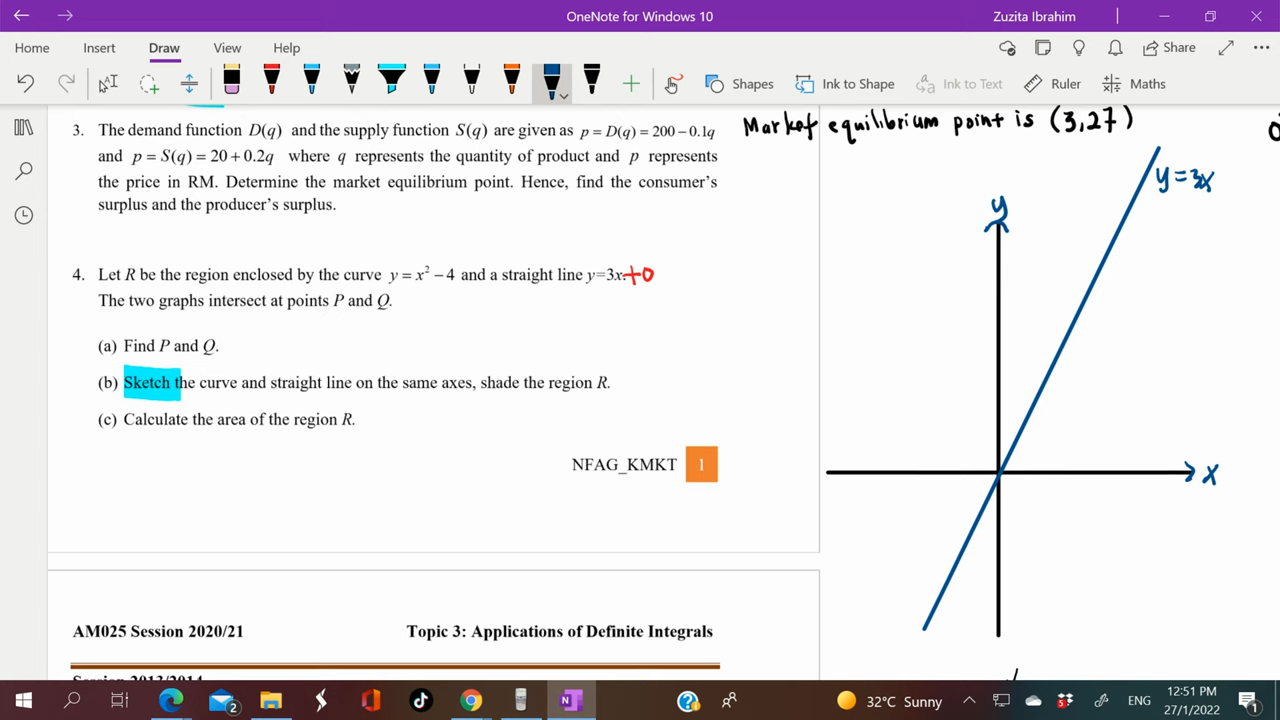 OneNote for Windows 10
Zuzita Ibrahim
Home Insert Draw View Help
Share
Shapes
Ink to Shape
Ink to Text
Ruler
Maths
3. The demand function D(q) and the supply function S(q) are given as p = D(q) = 200 − 0.1q
and p = S(q) = 20 + 0.2q where q represents the quantity of product and p represents
the price in RM. Determine the market equilibrium point. Hence, find the consumer's
surplus and the producer's surplus.
Market equilibrium point is (3,27)
4. Let R be the region enclosed by the curve y = x² − 4 and a straight line y=3x. +0
The two graphs intersect at points P and Q.
(a) Find P and Q.
(b) Sketch the curve and straight line on the same axes, shade the region R.
(c) Calculate the area of the region R.
NFAG_KMKT 1
y = 3x
y
x
AM025 Session 2020/21 Topic 3: Applications of Definite Integrals
Session 2013/2014
2
32°C Sunny
5
ENG
12:51 PM
27/1/2022
1